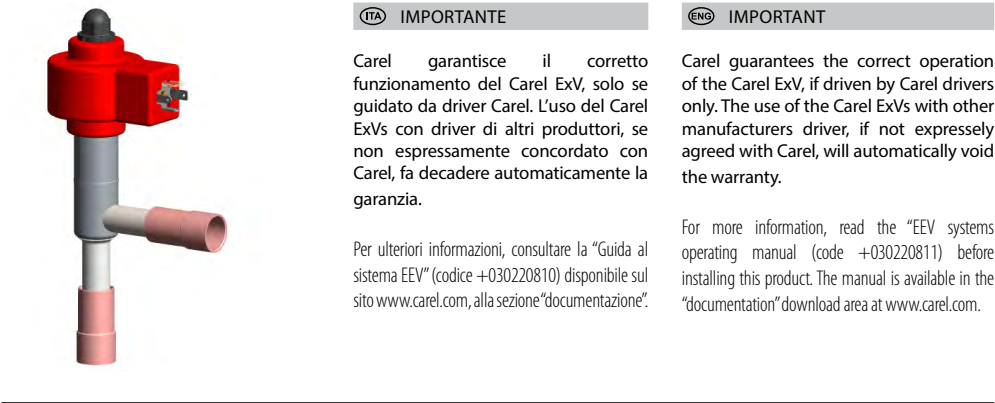 ITA IMPORTANTE
Carel garantisce il corretto
funzionamento del Carel ExV, solo se
guidato da driver Carel. L'uso del Carel
ExVs con driver di altri produttori, se
non espressamente concordato con
Carel, fa decadere automaticamente la
garanzia.
Per ulteriori informazioni, consultare la “Guida al
sistema EEV” (codice +030220810) disponibile sul
sito www.carel.com, alla sezione “documentazione”.
ENG IMPORTANT
Carel guarantees the correct operation
of the Carel ExV, if driven by Carel drivers
only. The use of the Carel ExVs with other
manufacturers driver, if not expressely
agreed with Carel, will automatically void
the warranty.
For more information, read the “EEV systems
operating manual (code +030220811) before
installing this product. The manual is available in the
“documentation” download area at www.carel.com.